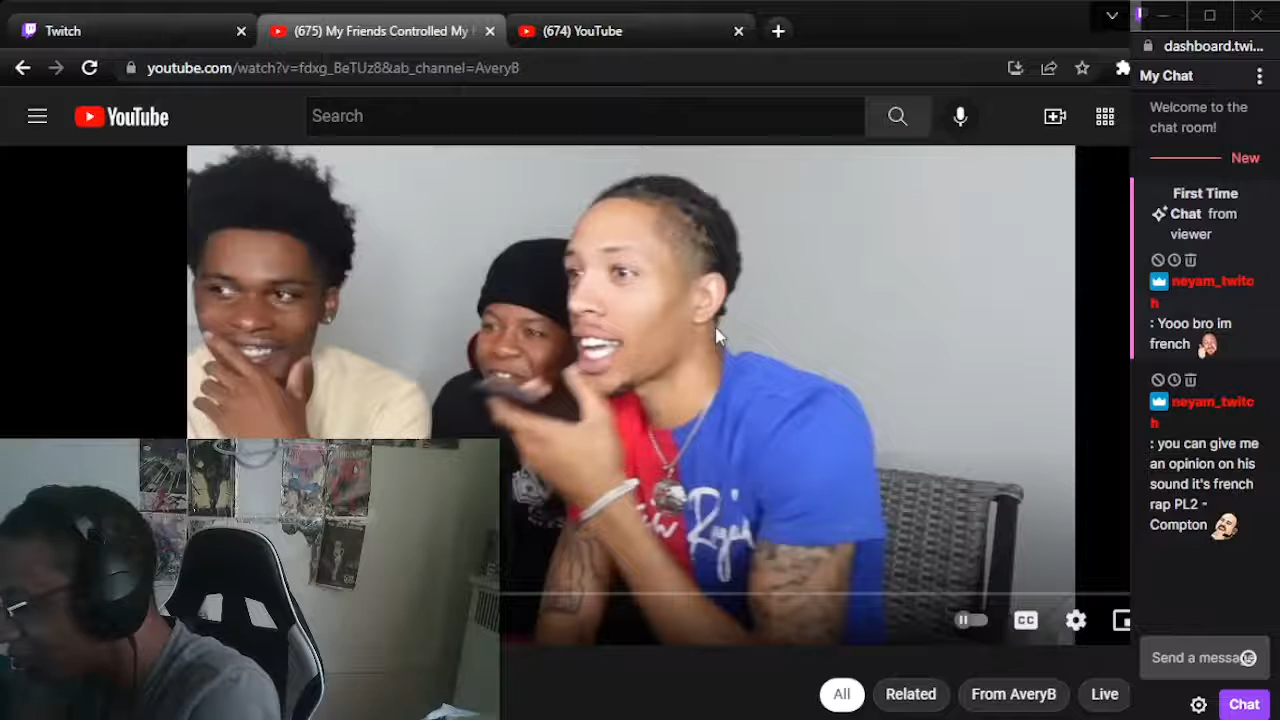 Twitch
(675) My Friends Controlled My
(674) YouTube
youtube.com/watch?v=fdxg_BeTUz8&ab_channel=AveryB
dashboard.twi...
YouTube
Search
My Chat
Welcome to the
chat room!
New
First Time
Chat from
viewer
neyam_twitc
h
: Yooo bro im
french
neyam_twitc
h
: you can give me
an opinion on his
sound it's french
rap PL2 -
Compton
CC
Send a messag
All
Related
From AveryB
Live
Chat